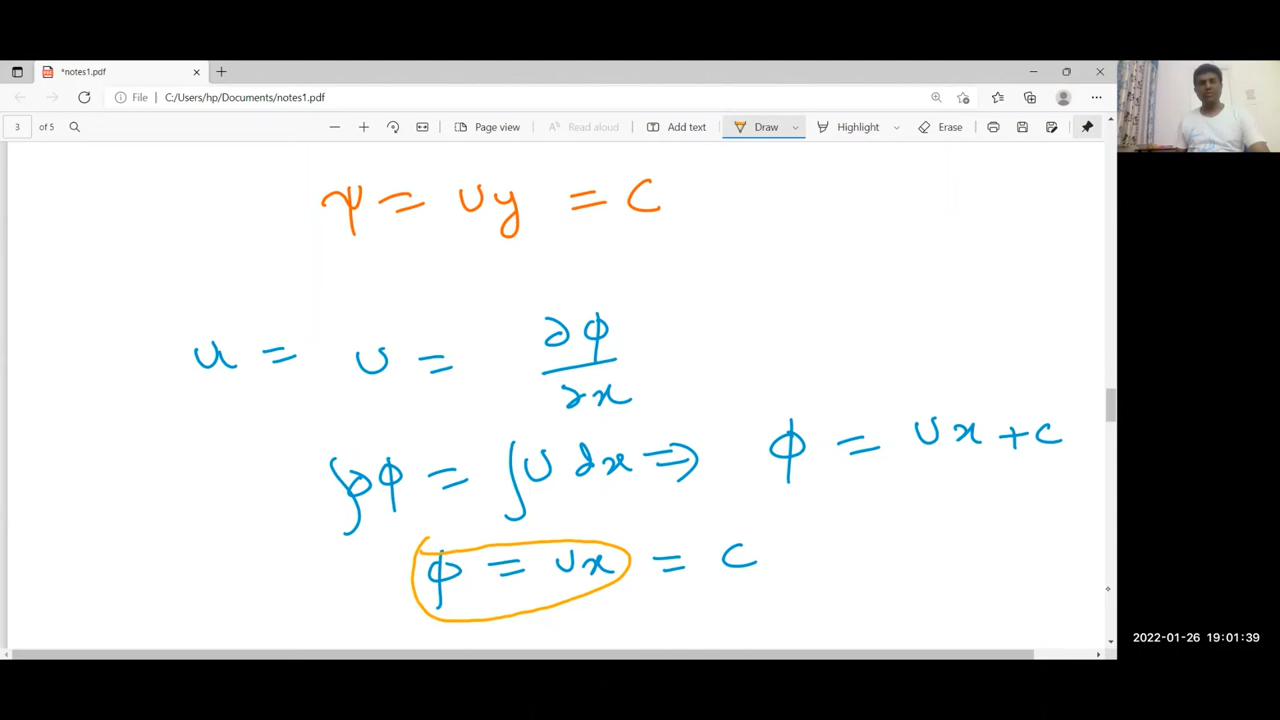 *notes1.pdf
File C:/Users/hp/Documents/notes1.pdf
3 of 5 Page view Read aloud Add text Draw Highlight Erase
ψ = Uy = C
u = U = ∂φ/∂x
∫∂φ = ∫U dx ⇒ φ = Ux + C
φ = Ux = C
2022-01-26 19:01:39